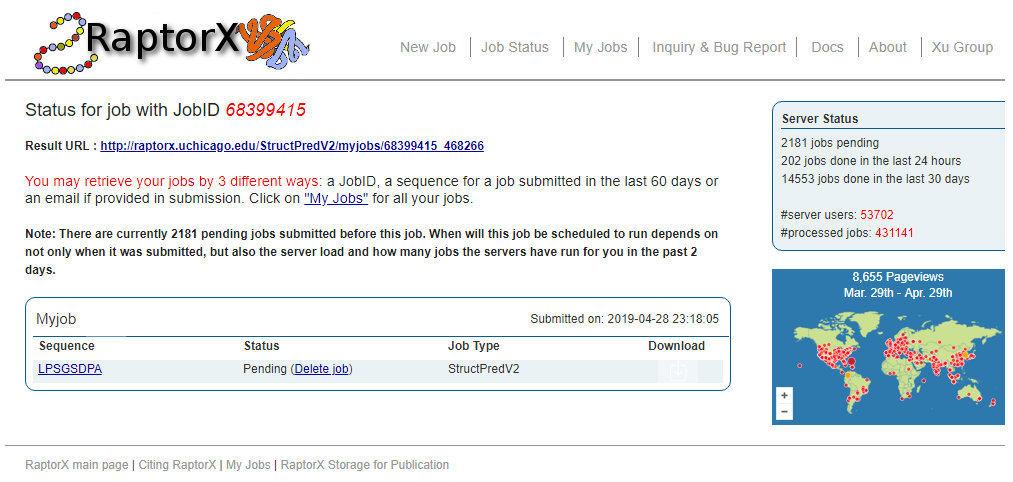 RaptorX
New Job
Job Status
My Jobs
Inquiry & Bug Report
Docs
About
Xu Group
Status for job with JobID 68399415
Result URL : http://raptorx.uchicago.edu/StructPredV2/myjobs/68399415_468266
You may retrieve your jobs by 3 different ways: a JobID, a sequence for a job submitted in the last 60 days or
an email if provided in submission. Click on "My Jobs" for all your jobs.
Note: There are currently 2181 pending jobs submitted before this job. When will this job be scheduled to run depends on
not only when it was submitted, but also the server load and how many jobs the servers have run for you in the past 2
days.
Myjob
Submitted on: 2019-04-28 23:18:05
Sequence Status Job Type Download
LPSGSDPA Pending (Delete job) StructPredV2
Server Status
2181 jobs pending
202 jobs done in the last 24 hours
14553 jobs done in the last 30 days
#server users: 53702
#processed jobs: 431141
8,655 Pageviews
Mar. 29th - Apr. 29th
+
−
RaptorX main page | Citing RaptorX | My Jobs | RaptorX Storage for Publication